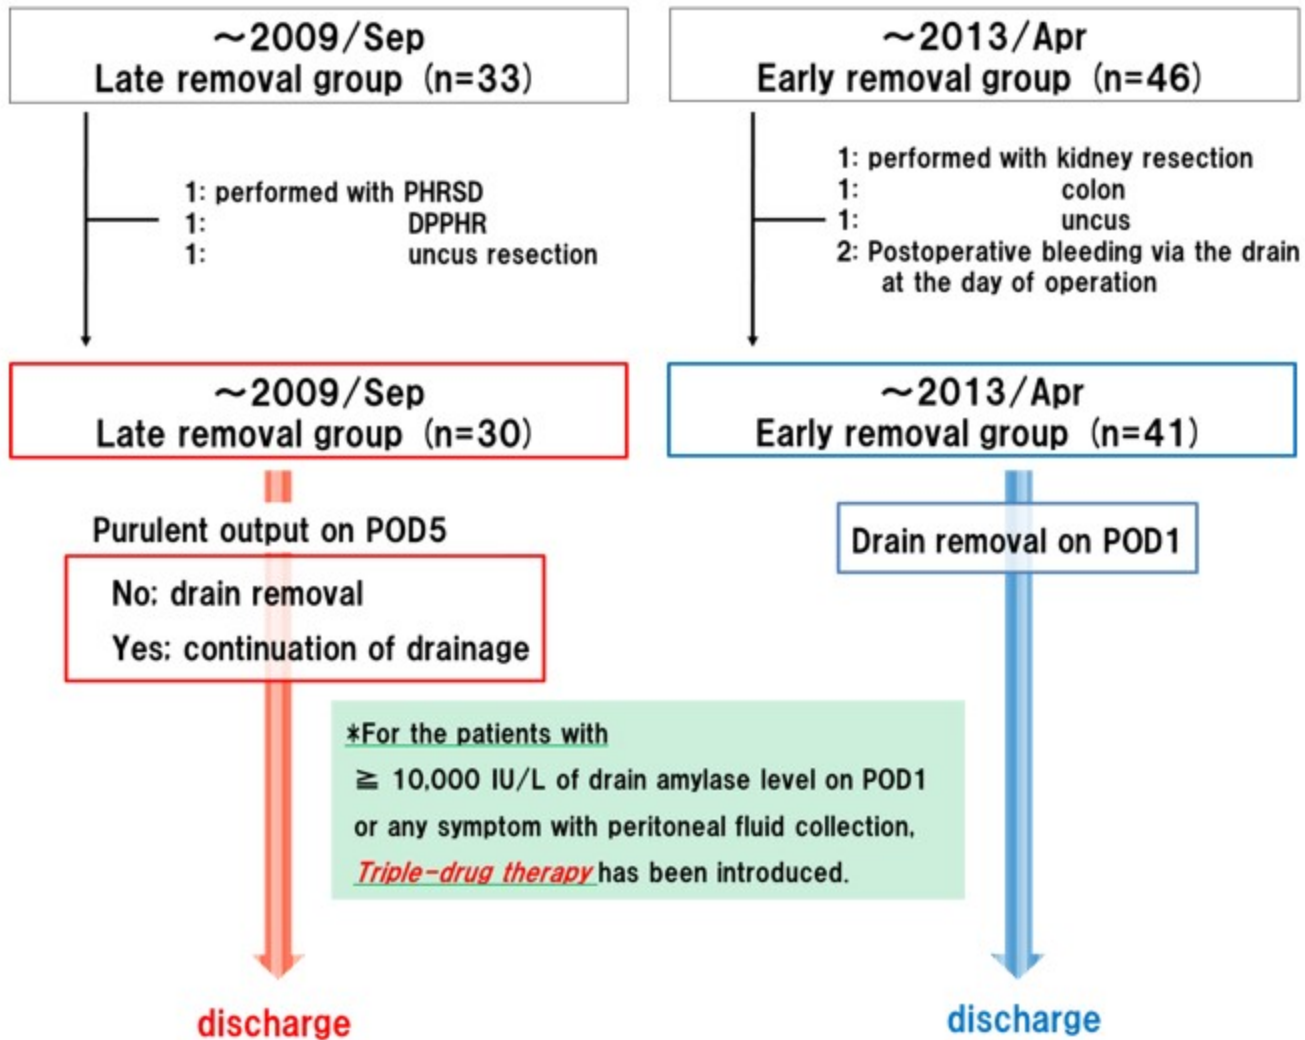 ~2009/Sep
Late removal group (n=33)
1: performed with PHRSD
1: DPPHR
1: uncus resection
~2009/Sep
Late removal group (n=30)
Purulent output on POD5
No: drain removal
Yes: continuation of drainage
discharge
~2013/Apr
Early removal group (n=46)
1: performed with kidney resection
1: colon
1: uncus
2: Postoperative bleeding via the drain
at the day of operation
~2013/Apr
Early removal group (n=41)
Drain removal on POD1
*For the patients with
≧ 10,000 IU/L of drain amylase level on POD1
or any symptom with peritoneal fluid collection,
Triple-drug therapy has been introduced.
discharge